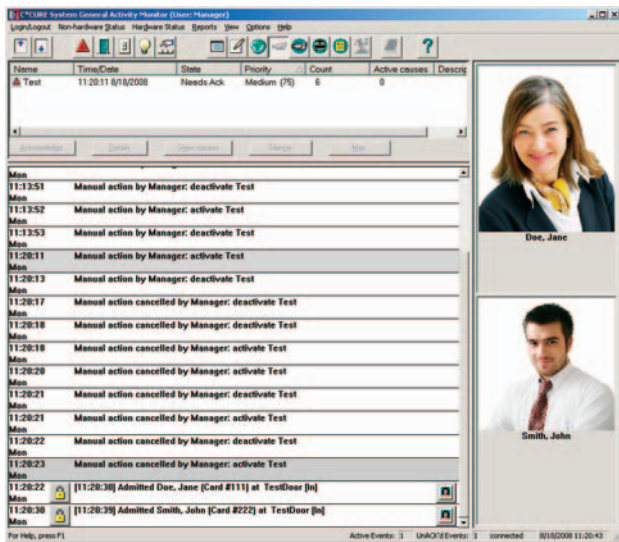 C*CURE System General Activity Monitor (User: Manager)
Login/Logout Non-hardware Status Hardware Status Reports View Options Help
Name Time/Date State Priority Count Active causes Descrip
Test 11:20:11 8/18/2008 Needs Ack Medium (75) 6 0
Acknowledge Details Show causes Silence Map
Mon
11:13:51 Manual action by Manager: deactivate Test
Mon
11:13:52 Manual action by Manager: activate Test
Mon
11:13:53 Manual action by Manager: deactivate Test
Mon
11:20:11 Manual action by Manager: activate Test
Mon
11:20:13 Manual action by Manager: deactivate Test
Mon
11:20:17 Manual action cancelled by Manager: deactivate Test
Mon
11:20:18 Manual action cancelled by Manager: deactivate Test
Mon
11:20:18 Manual action cancelled by Manager: activate Test
Mon
11:20:20 Manual action cancelled by Manager: activate Test
Mon
11:20:21 Manual action cancelled by Manager: deactivate Test
Mon
11:20:21 Manual action cancelled by Manager: activate Test
Mon
11:20:22 Manual action cancelled by Manager: deactivate Test
Mon
11:20:23 Manual action cancelled by Manager: activate Test
Mon
11:20:22 [11:20:30] Admitted Doe, Jane (Card #111) at TestDoor [In]
Mon
11:20:30 [11:20:39] Admitted Smith, John (Card #222) at TestDoor [In]
Mon
Doe, Jane
Smith, John
For Help, press F1 Active Events: 1 UnACK'd Events: 1 connected 8/18/2008 11:20:43